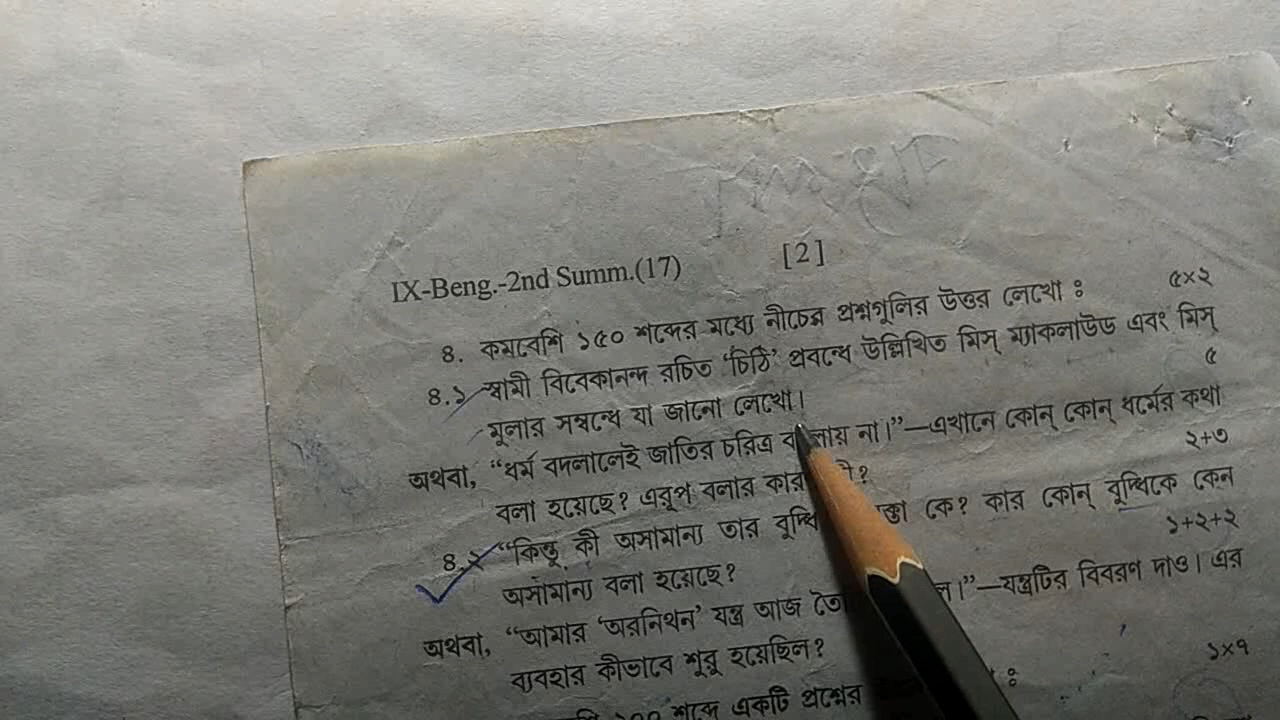 IX-Beng.-2nd Summ.(17) [2]
৪. কমবেশি ১৫০ শব্দের মধ্যে নীচের প্রশ্নগুলির উত্তর লেখো : ৫×২
৪.১ স্বামী বিবেকানন্দ রচিত ‘চিঠি’ প্রবন্ধে উল্লিখিত মিস্ ম্যাকলাউড এবং মিস্
মূলার সম্বন্ধে যা জানো লেখো। ৫
অথবা, “ধর্ম বদলালেই জাতির চরিত্র না।”—এখানে কোন্ কোন্ ধর্মের কথা
বলা হয়েছে? এরূপ বলার ২+৩
৪.২ “কিন্তু কী অসামান্য তার কে? কার কোন্ বুদ্ধিকে কেন
অসামান্য বলা হয়েছে? ১+২+২
অথবা, “আমার ‘অরনিথন’ যন্ত্র আজ —যন্ত্রটির বিবরণ দাও। এর
ব্যবহার কীভাবে শুরু হয়েছিল?
শব্দে একটি প্রশ্নের : ১×৭